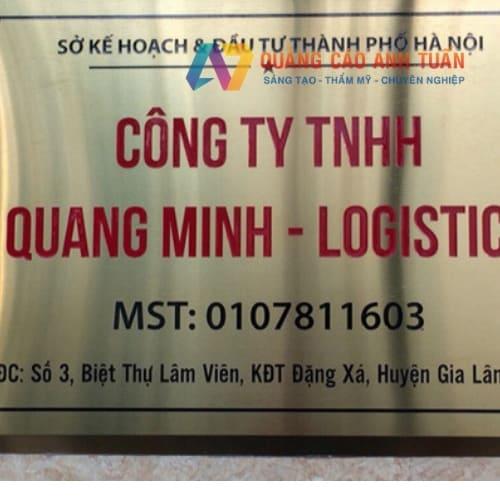 SỞ KẾ HOẠCH & ĐẦU TƯ THÀNH PHỐ HÀ NỘI
QUẢNG CÁO ANH TUẤN
SÁNG TẠO - THẨM MỸ - CHUYÊN NGHIỆP
CÔNG TY TNHH
QUANG MINH - LOGISTIC
MST: 0107811603
ĐC: Số 3, Biệt Thự Lâm Viên, KĐT Đặng Xá, Huyện Gia Lâm